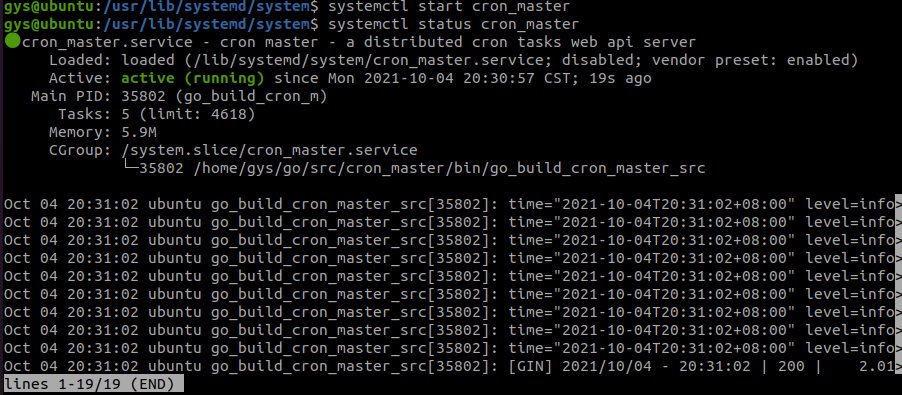 gys@ubuntu:/usr/lib/systemd/system$ systemctl start cron_master
gys@ubuntu:/usr/lib/systemd/system$ systemctl status cron_master
●cron_master.service - cron master - a distributed cron tasks web api server
     Loaded: loaded (/lib/systemd/system/cron_master.service; disabled; vendor preset: enabled)
     Active: active (running) since Mon 2021-10-04 20:30:57 CST; 19s ago
   Main PID: 35802 (go_build_cron_m)
      Tasks: 5 (limit: 4618)
     Memory: 5.9M
     CGroup: /system.slice/cron_master.service
             └─35802 /home/gys/go/src/cron_master/bin/go_build_cron_master_src
Oct 04 20:31:02 ubuntu go_build_cron_master_src[35802]: time="2021-10-04T20:31:02+08:00" level=info>
Oct 04 20:31:02 ubuntu go_build_cron_master_src[35802]: time="2021-10-04T20:31:02+08:00" level=info>
Oct 04 20:31:02 ubuntu go_build_cron_master_src[35802]: time="2021-10-04T20:31:02+08:00" level=info>
Oct 04 20:31:02 ubuntu go_build_cron_master_src[35802]: time="2021-10-04T20:31:02+08:00" level=info>
Oct 04 20:31:02 ubuntu go_build_cron_master_src[35802]: time="2021-10-04T20:31:02+08:00" level=info>
Oct 04 20:31:02 ubuntu go_build_cron_master_src[35802]: time="2021-10-04T20:31:02+08:00" level=info>
Oct 04 20:31:02 ubuntu go_build_cron_master_src[35802]: time="2021-10-04T20:31:02+08:00" level=info>
Oct 04 20:31:02 ubuntu go_build_cron_master_src[35802]: time="2021-10-04T20:31:02+08:00" level=info>
Oct 04 20:31:02 ubuntu go_build_cron_master_src[35802]: time="2021-10-04T20:31:02+08:00" level=info>
Oct 04 20:31:02 ubuntu go_build_cron_master_src[35802]: [GIN] 2021/10/04 - 20:31:02 | 200 |    2.01>
lines 1-19/19 (END)